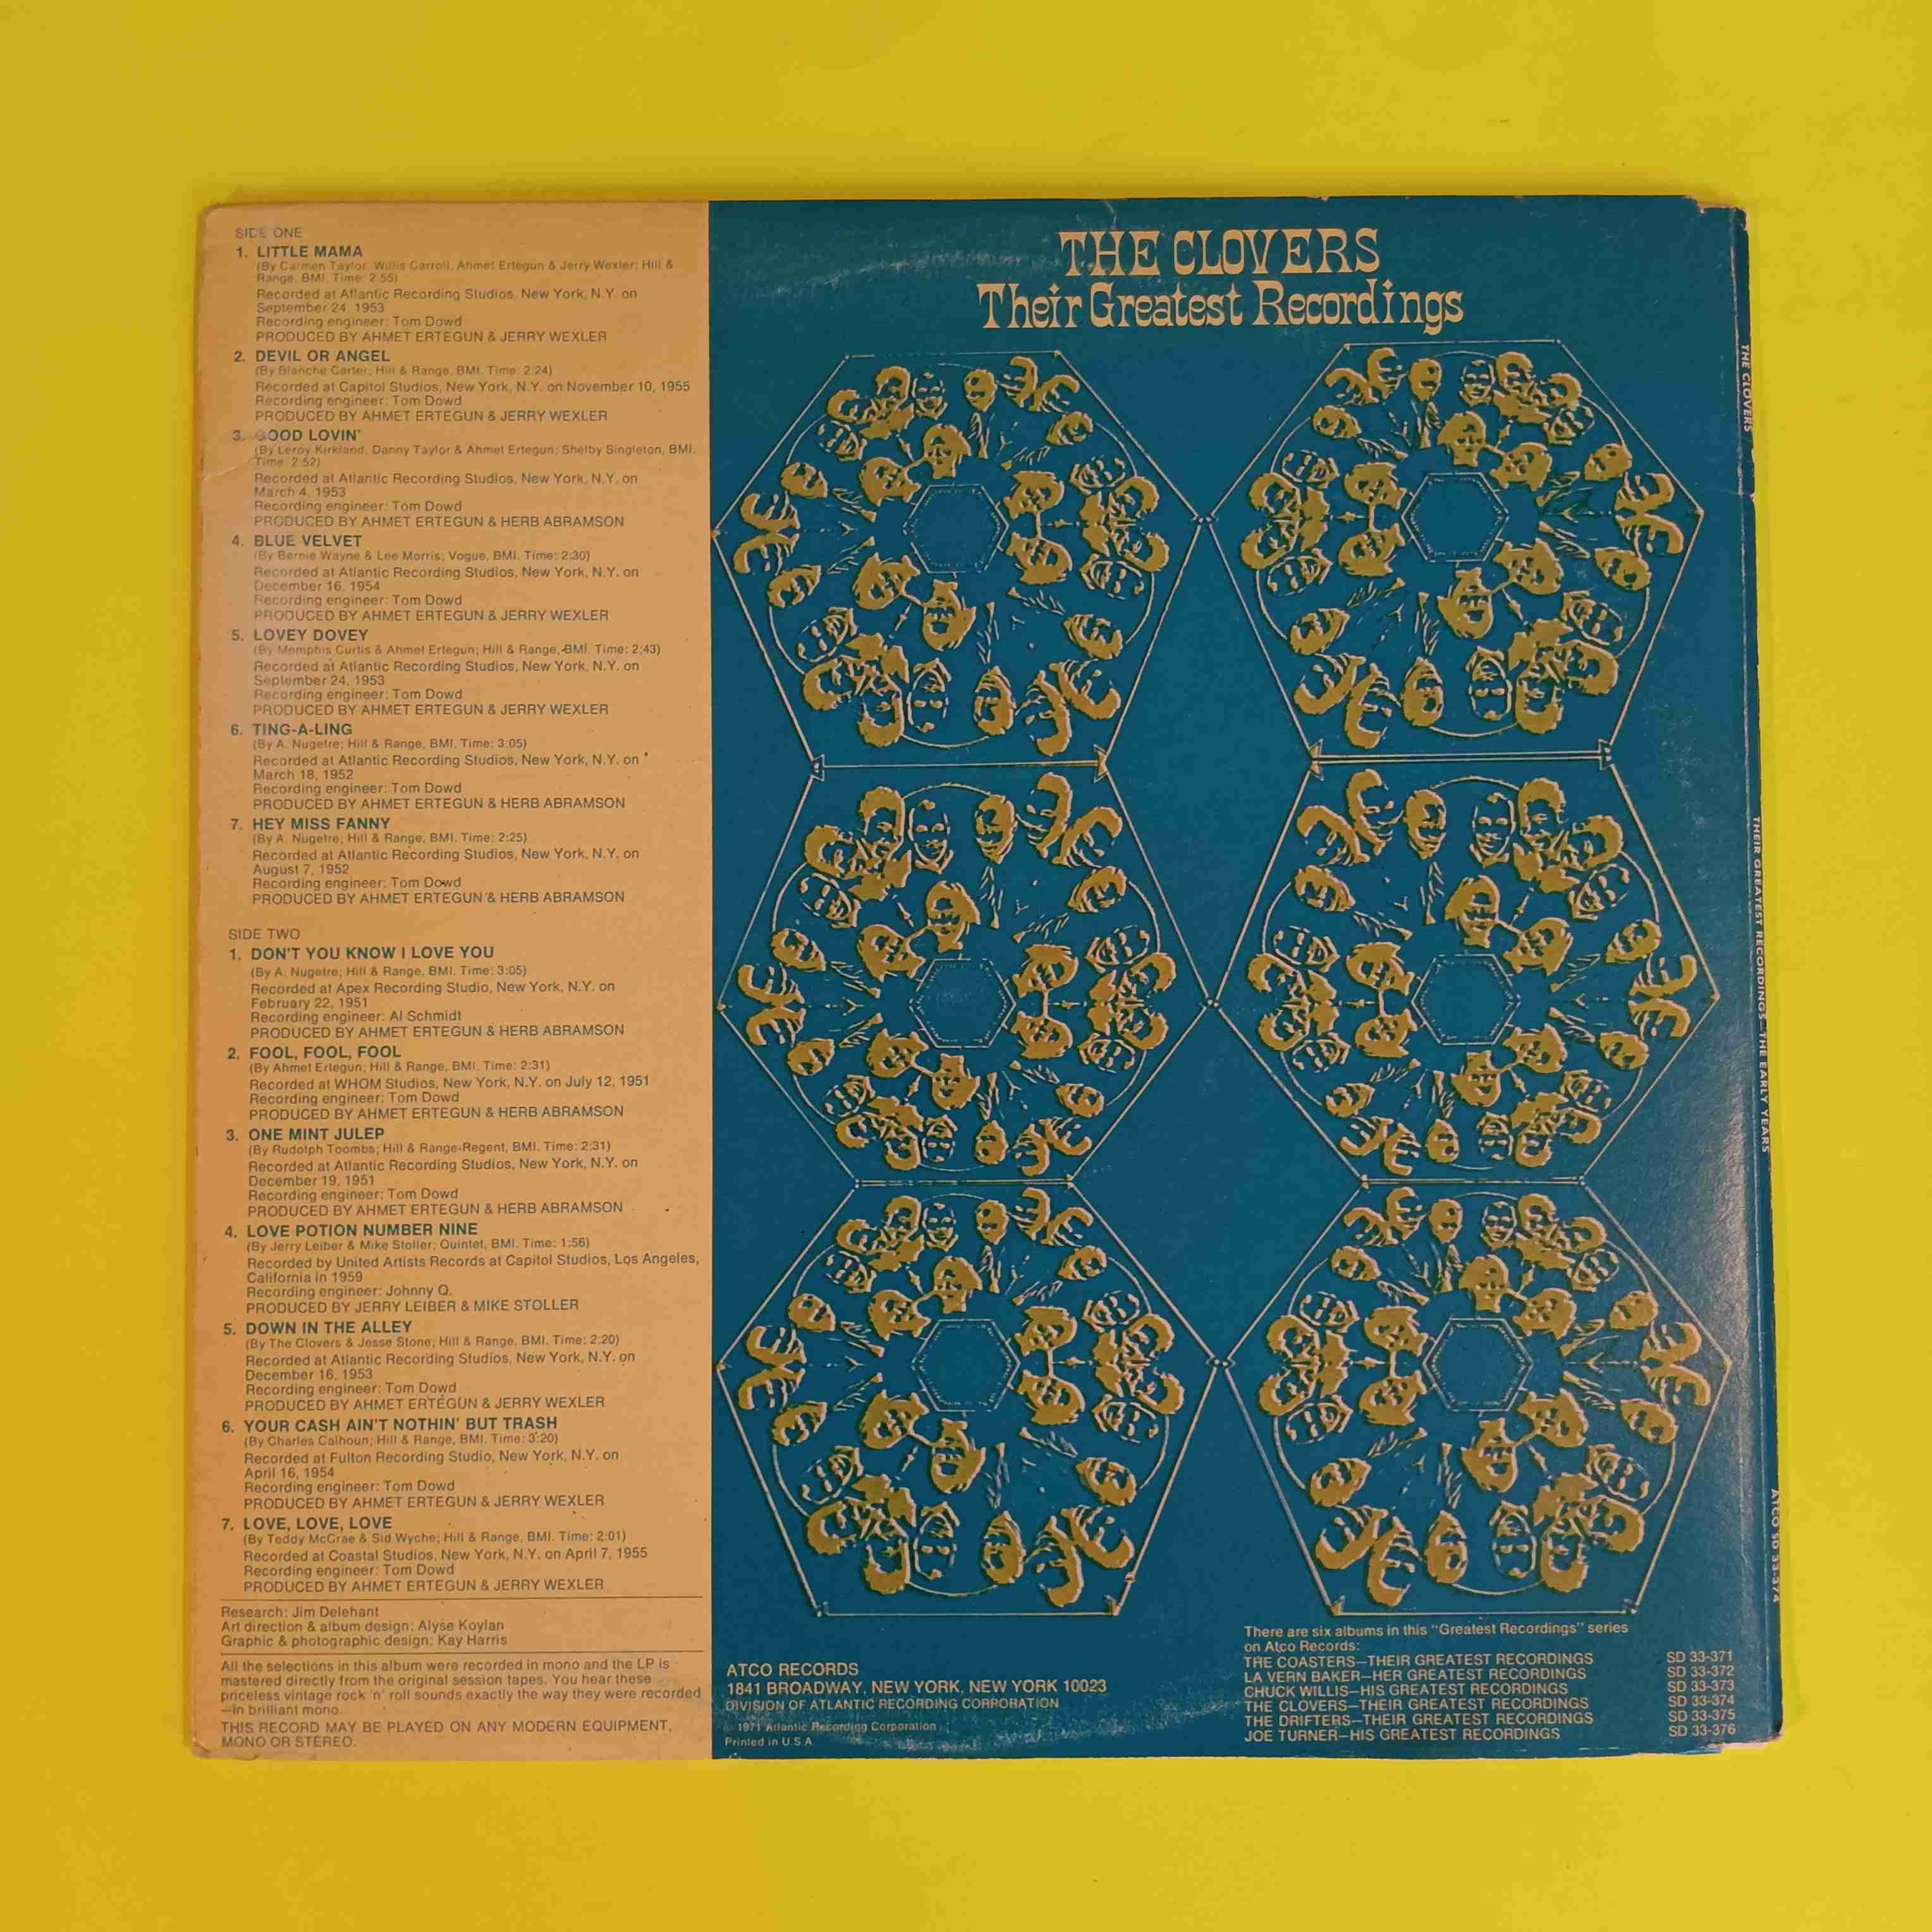 SIDE ONE
1. LITTLE MAMA
(By Carmen Taylor, Willis Carroll, Ahmet Ertegun & Jerry Wexler; Hill &
Range, BMI. Time: 2:55)
Recorded at Atlantic Recording Studios, New York, N.Y. on
September 24, 1953
Recording engineer: Tom Dowd
PRODUCED BY AHMET ERTEGUN & JERRY WEXLER
2. DEVIL OR ANGEL
(By Blanche Carter; Hill & Range, BMI. Time: 2:24)
Recorded at Capitol Studios, New York, N.Y. on November 10, 1955
Recording engineer: Tom Dowd
PRODUCED BY AHMET ERTEGUN & JERRY WEXLER
3. GOOD LOVIN'
(By Leroy Kirkland, Danny Taylor & Ahmet Ertegun; Shelby Singleton, BMI.
Time: 2:52)
Recorded at Atlantic Recording Studios, New York, N.Y. on
March 4, 1953
Recording engineer: Tom Dowd
PRODUCED BY AHMET ERTEGUN & HERB ABRAMSON
4. BLUE VELVET
(By Bernie Wayne & Lee Morris; Vogue, BMI. Time: 2:30)
Recorded at Atlantic Recording Studios, New York, N.Y. on
December 16, 1954
Recording engineer: Tom Dowd
PRODUCED BY AHMET ERTEGUN & JERRY WEXLER
5. LOVEY DOVEY
(By Memphis Curtis & Ahmet Ertegun; Hill & Range, BMI. Time: 2:43)
Recorded at Atlantic Recording Studios, New York, N.Y. on
September 24, 1953
Recording engineer: Tom Dowd
PRODUCED BY AHMET ERTEGUN & JERRY WEXLER
6. TING-A-LING
(By A. Nugetre; Hill & Range, BMI. Time: 3:05)
Recorded at Atlantic Recording Studios, New York, N.Y. on
March 18, 1952
Recording engineer: Tom Dowd
PRODUCED BY AHMET ERTEGUN & HERB ABRAMSON
7. HEY MISS FANNY
(By A. Nugetre; Hill & Range, BMI. Time: 2:25)
Recorded at Atlantic Recording Studios, New York, N.Y. on
August 7, 1952
Recording engineer: Tom Dowd
PRODUCED BY AHMET ERTEGUN & HERB ABRAMSON
SIDE TWO
1. DON'T YOU KNOW I LOVE YOU
(By A. Nugetre; Hill & Range, BMI. Time: 3:05)
Recorded at Apex Recording Studio, New York, N.Y. on
February 22, 1951
Recording engineer: Al Schmidt
PRODUCED BY AHMET ERTEGUN & HERB ABRAMSON
2. FOOL, FOOL, FOOL
(By Ahmet Ertegun; Hill & Range, BMI. Time: 2:31)
Recorded at WHOM Studios, New York, N.Y. on July 12, 1951
Recording engineer: Tom Dowd
PRODUCED BY AHMET ERTEGUN & HERB ABRAMSON
3. ONE MINT JULEP
(By Rudolph Toombs; Hill & Range-Regent, BMI. Time: 2:31)
Recorded at Atlantic Recording Studios, New York, N.Y. on
December 19, 1951
Recording engineer: Tom Dowd
PRODUCED BY AHMET ERTEGUN & HERB ABRAMSON
4. LOVE POTION NUMBER NINE
(By Jerry Leiber & Mike Stoller; Quintet, BMI. Time: 1:56)
Recorded by United Artists Records at Capitol Studios, Los Angeles,
California in 1959
Recording engineer: Johnny Q.
PRODUCED BY JERRY LEIBER & MIKE STOLLER
5. DOWN IN THE ALLEY
(By The Clovers & Jesse Stone; Hill & Range, BMI. Time: 2:20)
Recorded at Atlantic Recording Studios, New York, N.Y. on
December 16, 1953
Recording engineer: Tom Dowd
PRODUCED BY AHMET ERTEGUN & JERRY WEXLER
6. YOUR CASH AIN'T NOTHIN' BUT TRASH
(By Charles Calhoun; Hill & Range, BMI. Time: 3:20)
Recorded at Fulton Recording Studio, New York, N.Y. on
April 16, 1954
Recording engineer: Tom Dowd
PRODUCED BY AHMET ERTEGUN & JERRY WEXLER
7. LOVE, LOVE, LOVE
(By Teddy McCrae & Sid Wyche; Hill & Range, BMI. Time: 2:01)
Recorded at Coastal Studios, New York, N.Y. on April 7, 1955
Recording engineer: Tom Dowd
PRODUCED BY AHMET ERTEGUN & JERRY WEXLER
Research: Jim Delehant
Art direction & album design: Alyse Koylan
Graphic & photographic design: Kay Harris
All the selections in this album were recorded in mono and the LP is
mastered directly from the original session tapes. You hear these
priceless vintage rock 'n' roll sounds exactly the way they were recorded
—in brilliant mono.
THIS RECORD MAY BE PLAYED ON ANY MODERN EQUIPMENT,
MONO OR STEREO.
THE CLOVERS
Their Greatest Recordings
ATCO RECORDS
1841 BROADWAY, NEW YORK, NEW YORK 10023
DIVISION OF ATLANTIC RECORDING CORPORATION
1971 Atlantic Recording Corporation
Printed in U.S.A.
There are six albums in this "Greatest Recordings" series
on Atco Records:
THE COASTERS—THEIR GREATEST RECORDINGS SD 33-371
LA VERN BAKER—HER GREATEST RECORDINGS SD 33-372
CHUCK WILLIS—HIS GREATEST RECORDINGS SD 33-373
THE CLOVERS—THEIR GREATEST RECORDINGS SD 33-374
THE DRIFTERS—THEIR GREATEST RECORDINGS SD 33-375
JOE TURNER—HIS GREATEST RECORDINGS SD 33-376
THE CLOVERS
THEIR GREATEST RECORDINGS—THE EARLY YEARS
ATCO SD 33-374